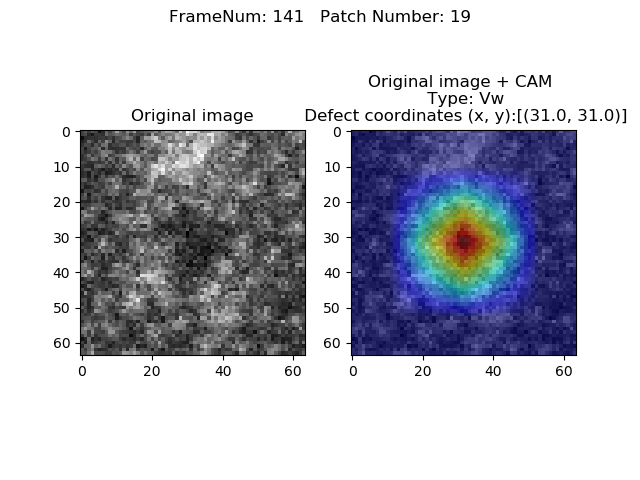 FrameNum: 141   Patch Number: 19
Original image
Original image + CAM
Type: Vw
Defect coordinates (x, y):[(31.0, 31.0)]
0
10
20
30
40
50
60
0 20 40 60
0
10
20
30
40
50
60
0 20 40 60